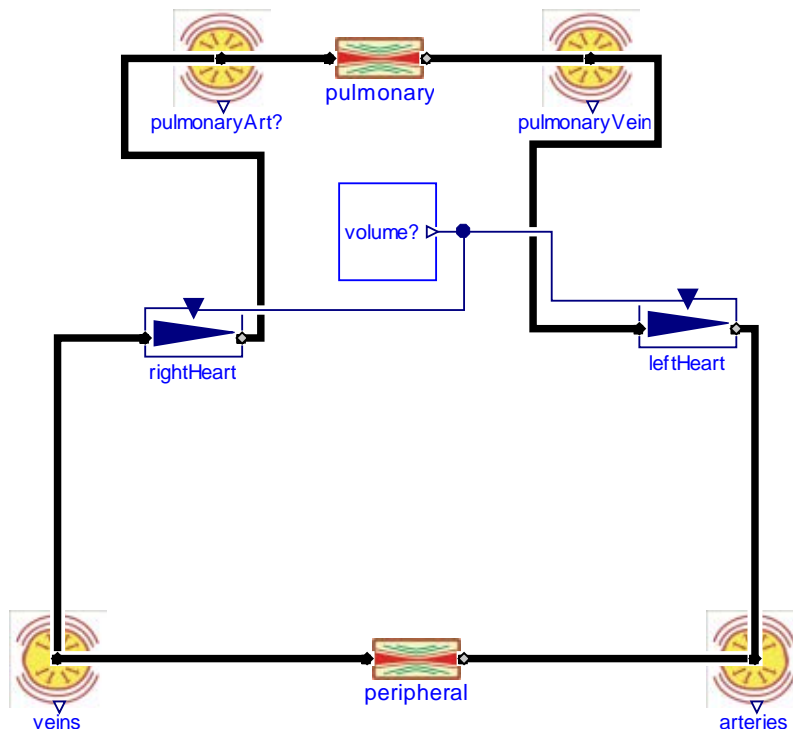 pulmonary
pulmonaryArt?
pulmonaryVein
volume?
rightHeart
leftHeart
peripheral
veins
arteries